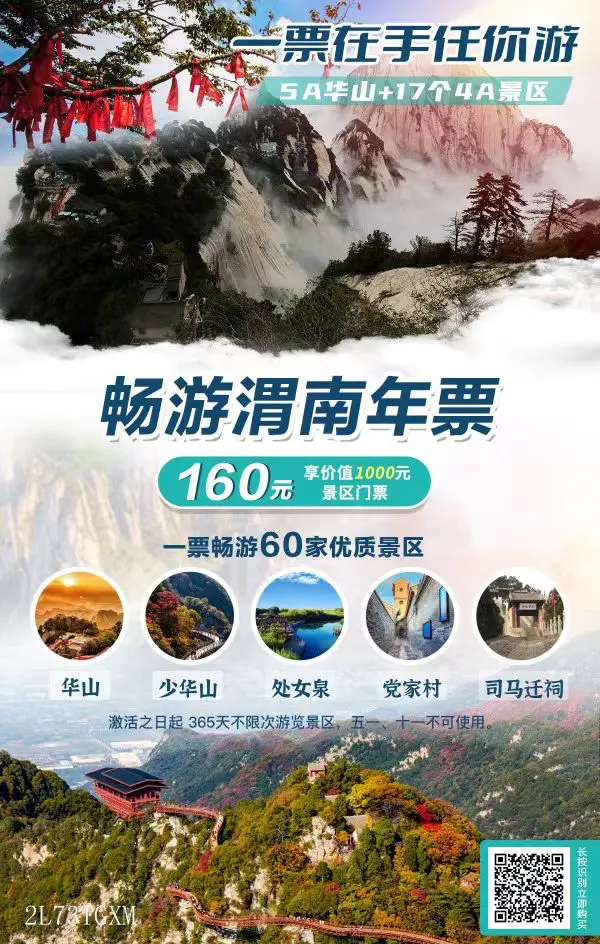 一票在手任你游
5A华山+17个4A景区
畅游渭南年票
160元 享价值1000元
景区门票
一票畅游60家优质景区
华山 少华山 处女泉 党家村 司马迁祠
激活之日起 365天不限次游览景区，五一、十一不可使用。
长按识别立即购买
2L73TGXM